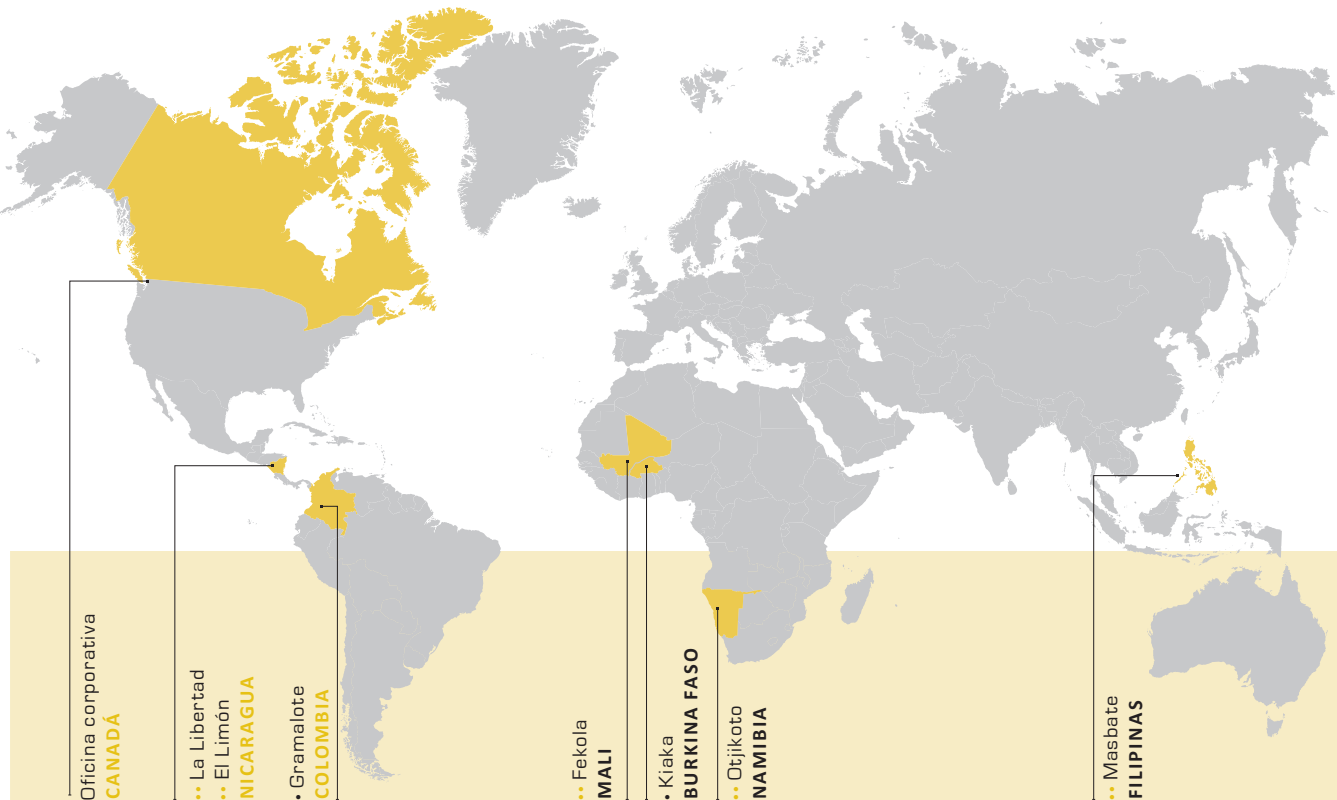 Oficina corporativa
CANADÁ
•• La Libertad
•• El Limón
NICARAGUA
• Gramalote
COLOMBIA
•• Fekola
MALI
• Kiaka
BURKINA FASO
•• Otjikoto
NAMIBIA
•• Masbate
FILIPINAS